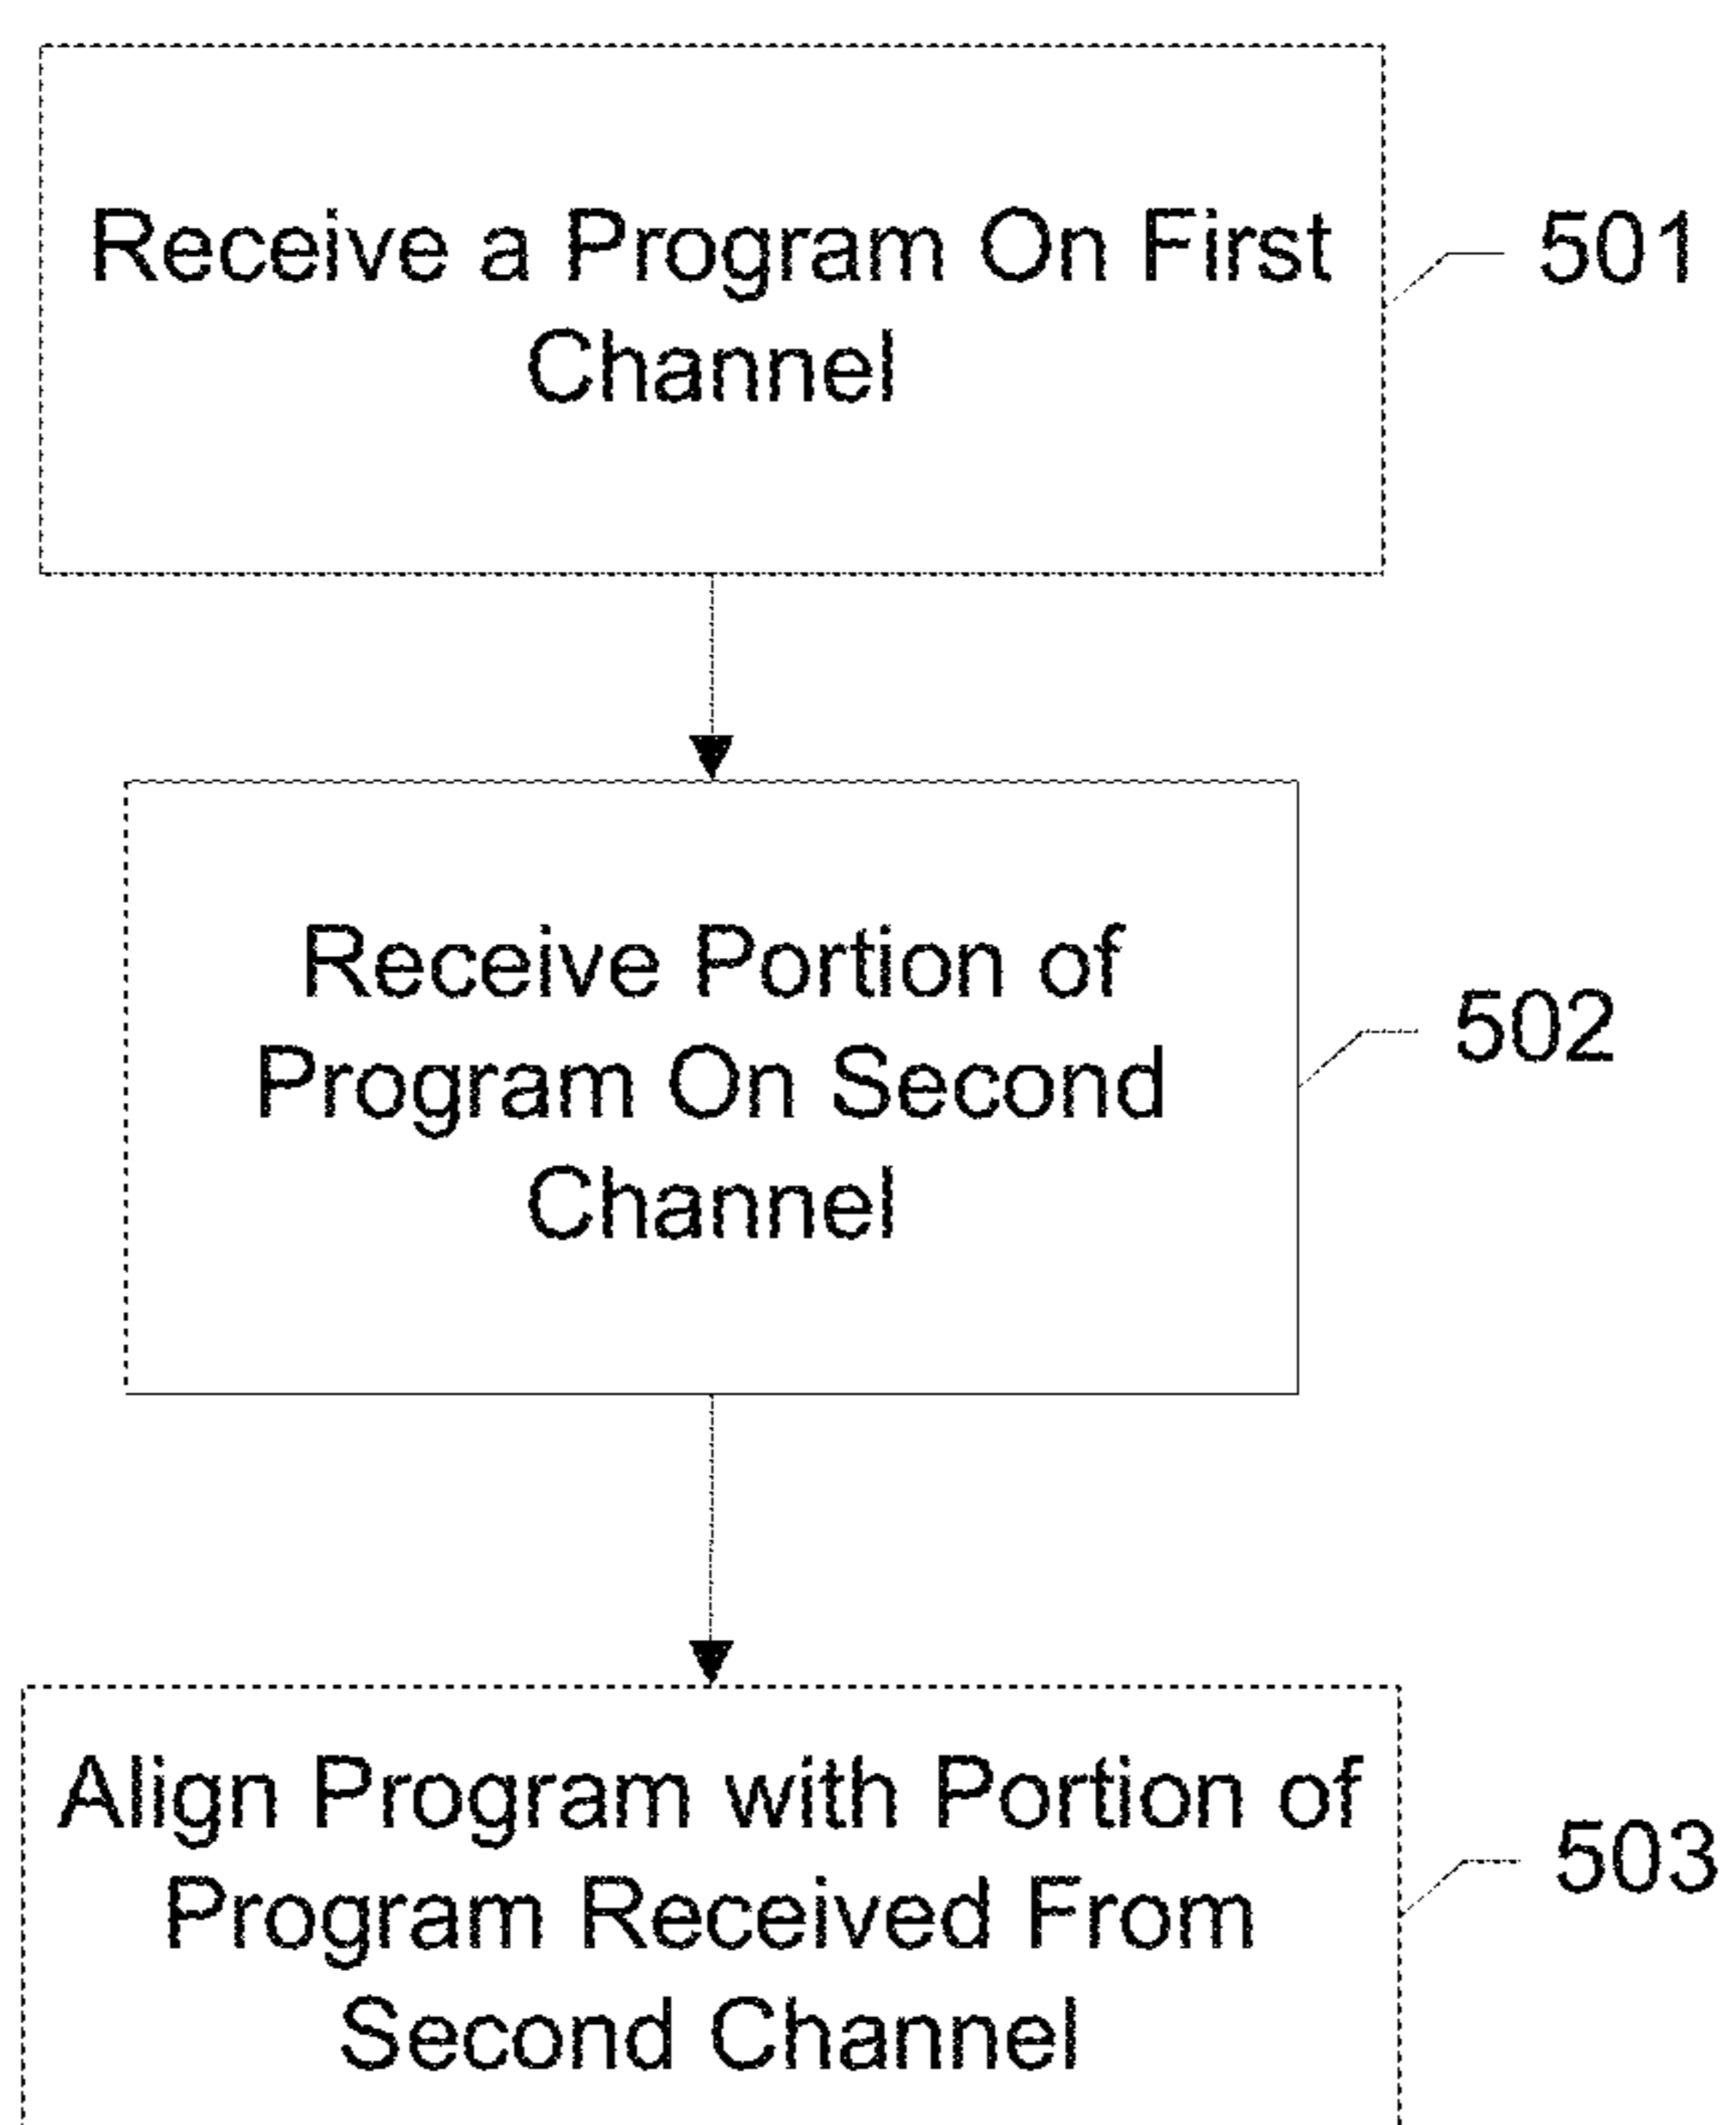 Receive a Program On First
Channel
501
Receive Portion of
Program On Second
Channel
502
Align Program with Portion of
Program Received From
Second Channel
503